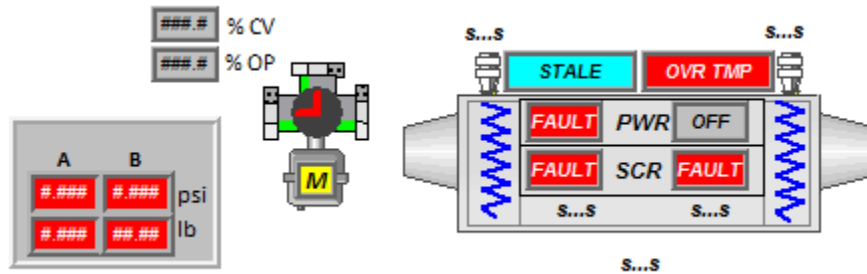 ###.# % CV
###.# % OP
s...s s...s
STALE OVR TMP
FAULT PWR OFF
FAULT SCR FAULT
s...s s...s
s...s
M
A B
#.### #.### psi
#.### ##.## lb